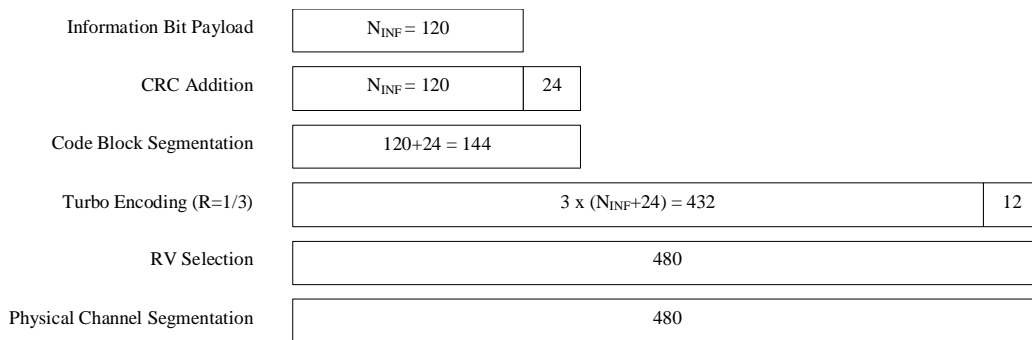 Information Bit Payload
N_INF = 120
CRC Addition
N_INF = 120
24
Code Block Segmentation
120+24 = 144
Turbo Encoding (R=1/3)
3 x (N_INF+24) = 432
12
RV Selection
480
Physical Channel Segmentation
480